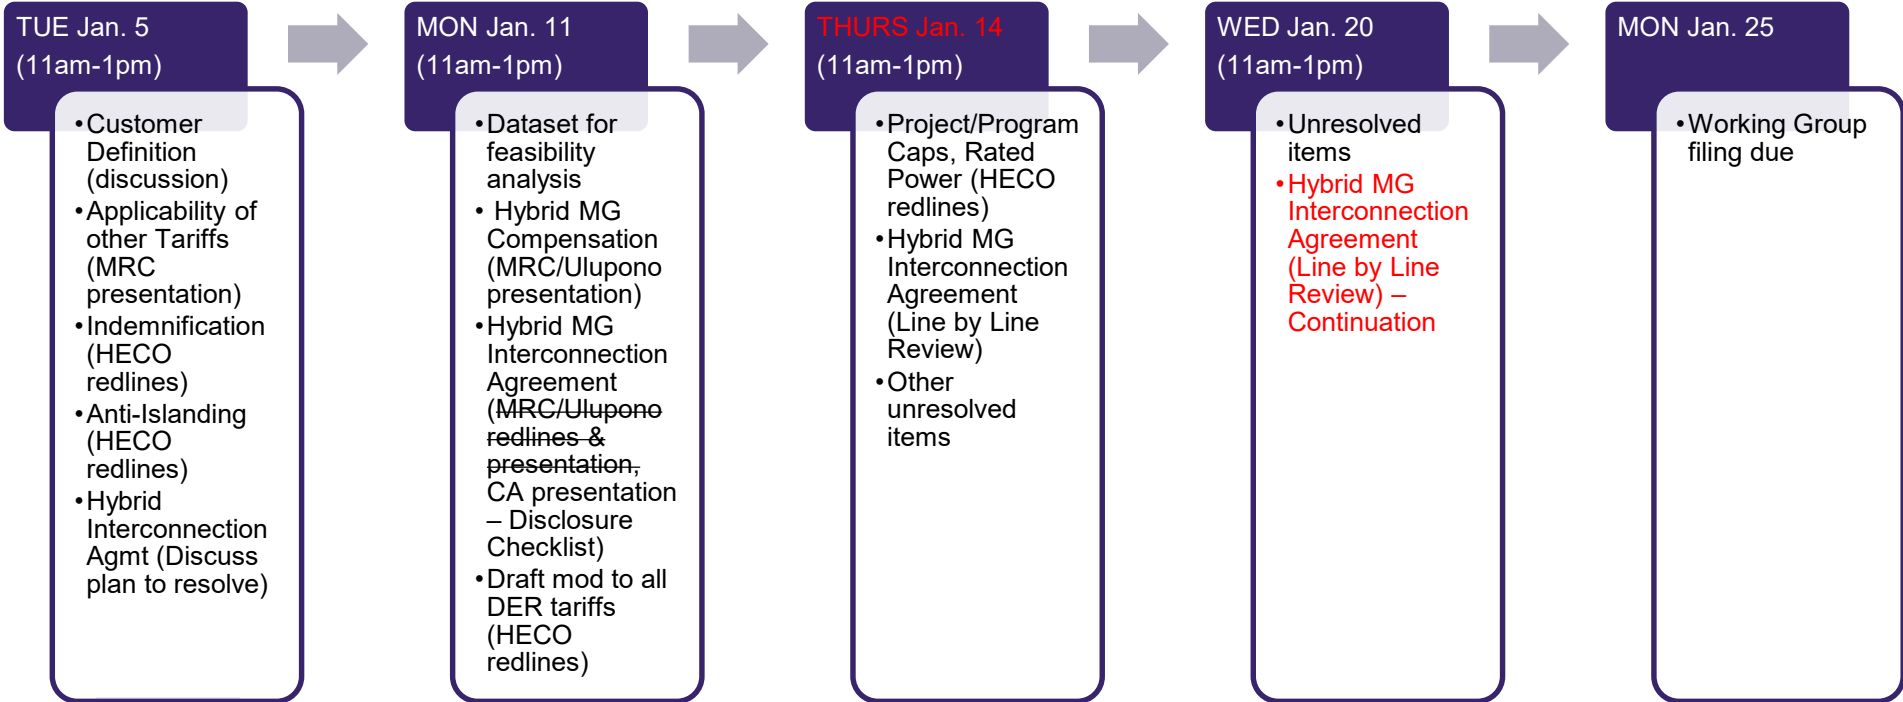 TUE Jan. 5
(11am-1pm)
•Customer
Definition
(discussion)
•Applicability of
other Tariffs
(MRC
presentation)
•Indemnification
(HECO
redlines)
•Anti-Islanding
(HECO
redlines)
•Hybrid
Interconnection
Agmt (Discuss
plan to resolve)
MON Jan. 11
(11am-1pm)
•Dataset for
feasibility
analysis
• Hybrid MG
Compensation
(MRC/Ulupono
presentation)
•Hybrid MG
Interconnection
Agreement
(MRC/Ulupono
redlines &
presentation,
CA presentation
– Disclosure
Checklist)
•Draft mod to all
DER tariffs
(HECO
redlines)
THURS Jan. 14
(11am-1pm)
•Project/Program
Caps, Rated
Power (HECO
redlines)
•Hybrid MG
Interconnection
Agreement
(Line by Line
Review)
•Other
unresolved
items
WED Jan. 20
(11am-1pm)
•Unresolved
items
•Hybrid MG
Interconnection
Agreement
(Line by Line
Review) –
Continuation
MON Jan. 25
•Working Group
filing due